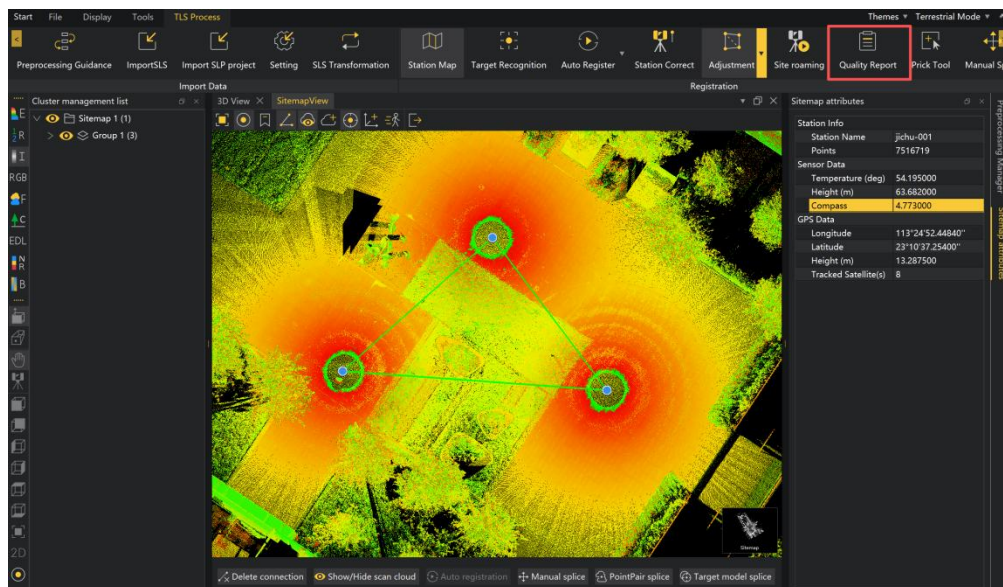 Start File Display Tools TLS Process Themes Terrestrial Mode
Preprocessing Guidance ImportSLS Import SLP project Setting SLS Transformation Station Map Target Recognition Auto Register Station Correct Adjustment Site roaming Quality Report Prick Tool Manual S
Import Data Registration
Cluster management list 3D View SitemapView Sitemap attributes
Sitemap 1 (1)
Group 1 (3)
E
R
I
RGB
F
C
EDL
N
R
B
2D
Station Info
Station Name jichu-001
Points 7516719
Sensor Data
Temperature (deg) 54.195000
Height (m) 63.682000
Compass 4.773000
GPS Data
Longitude 113°24'52.44840''
Latitude 23°10'37.25400''
Height (m) 13.287500
Tracked Satellite(s) 8
Preprocessing Manager
Sitemap
Delete connection Show/Hide scan cloud Auto registration Manual splice PointPair splice Target model splice